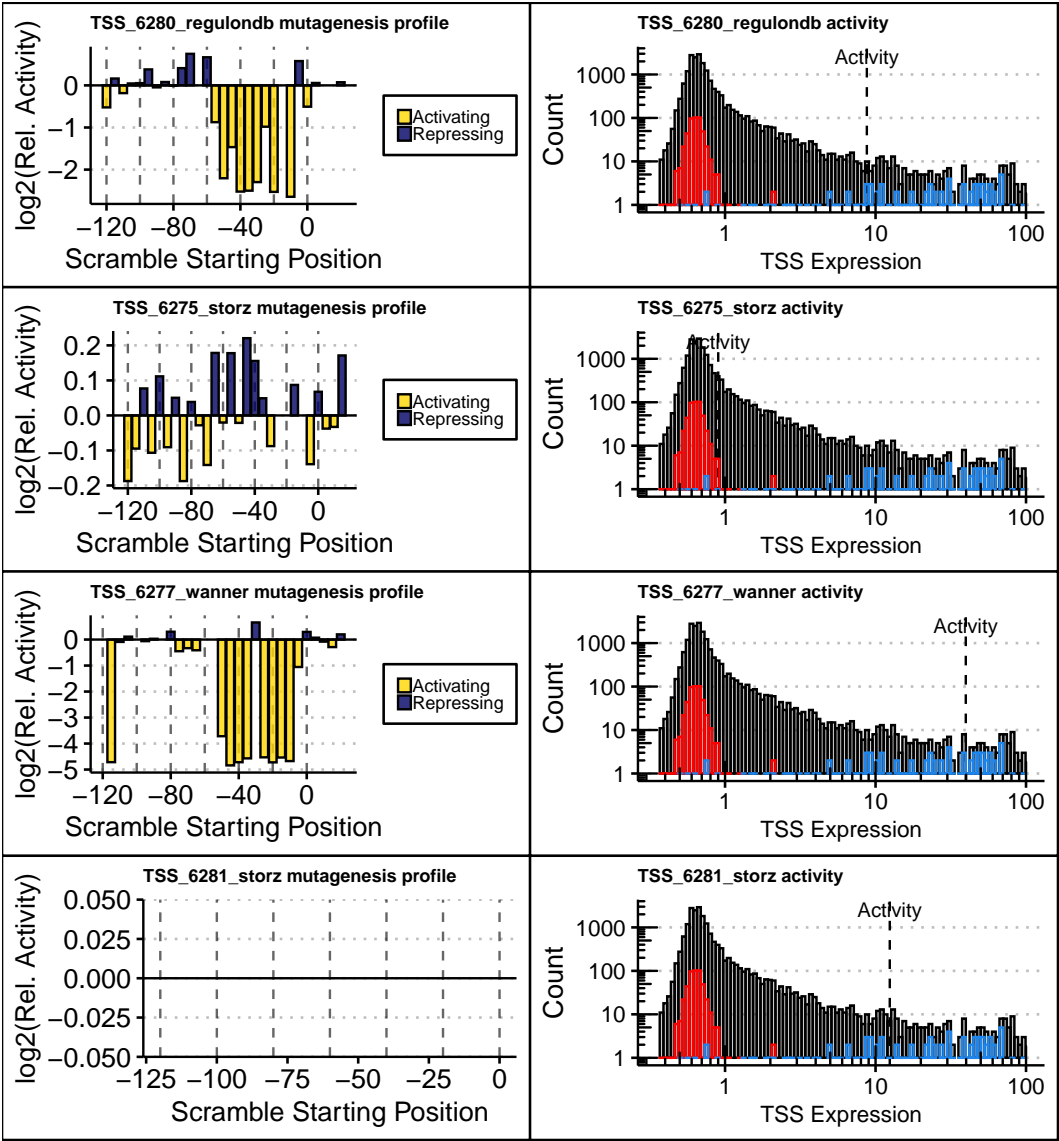 TSS_6280_regulondb mutagenesis profile
log2(Rel. Activity)
0
−1
−2
−120 −80 −40 0
Scramble Starting Position
Activating
Repressing
TSS_6280_regulondb activity
Activity
Count
1000
100
10
1
1 10 100
TSS Expression
TSS_6275_storz mutagenesis profile
log2(Rel. Activity)
0.2
0.1
0.0
−0.1
−0.2
−120 −80 −40 0
Scramble Starting Position
Activating
Repressing
TSS_6275_storz activity
Activity
Count
1000
100
10
1
1 10 100
TSS Expression
TSS_6277_wanner mutagenesis profile
log2(Rel. Activity)
0
−1
−2
−3
−4
−5
−120 −80 −40 0
Scramble Starting Position
Activating
Repressing
TSS_6277_wanner activity
Activity
Count
1000
100
10
1
1 10 100
TSS Expression
TSS_6281_storz mutagenesis profile
log2(Rel. Activity)
0.050
0.025
0.000
−0.025
−0.050
−125 −100 −75 −50 −25 0
Scramble Starting Position
TSS_6281_storz activity
Activity
Count
1000
100
10
1
1 10 100
TSS Expression